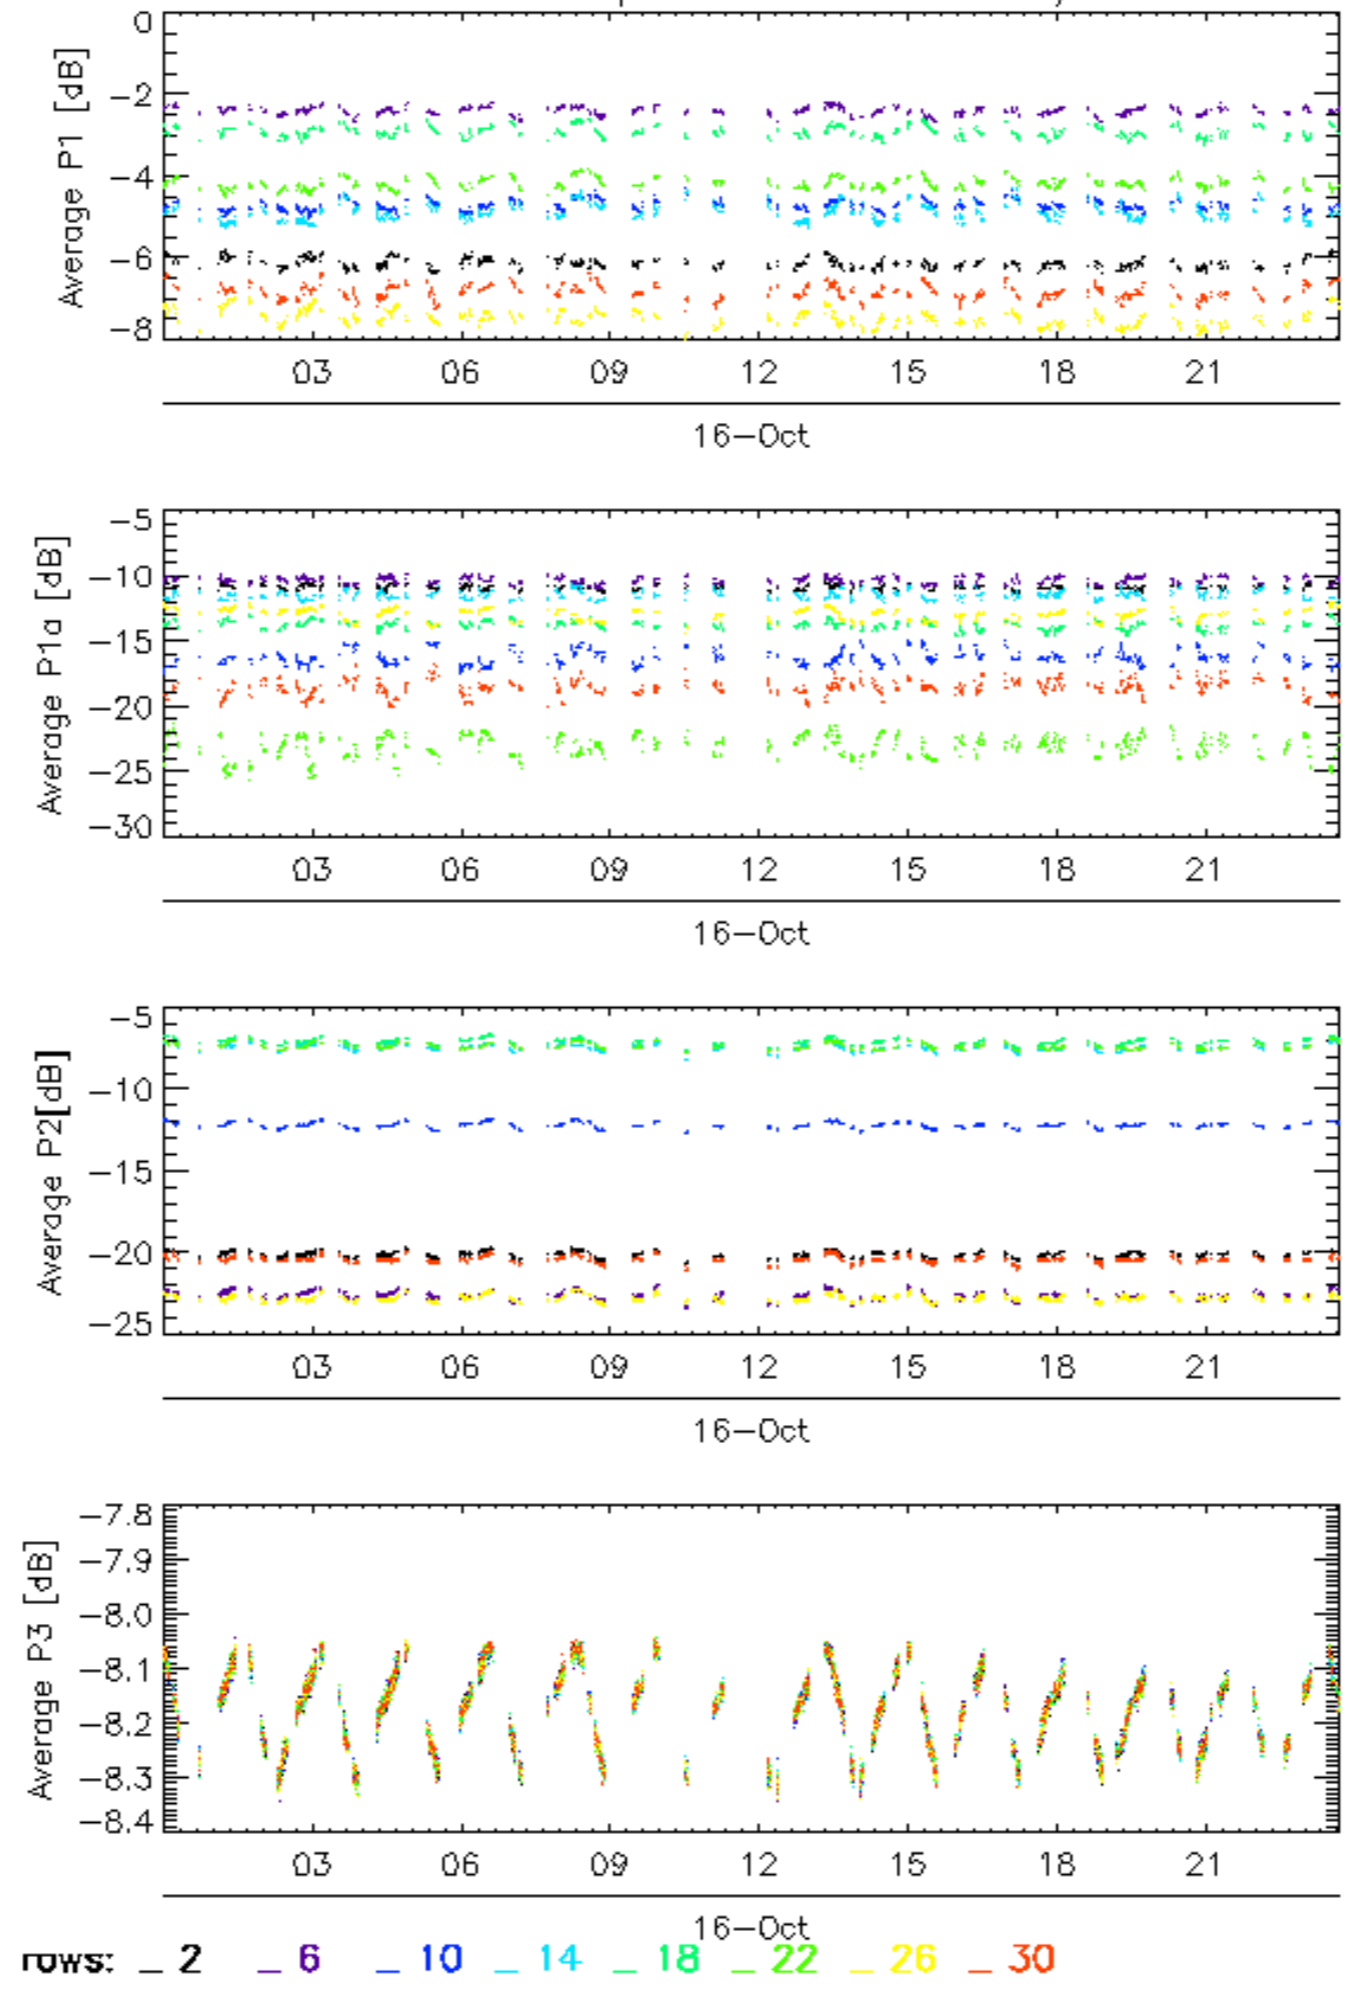 Average P1 [dB]
0
−2
−4
−6
−8
03 06 09 12 15 18 21
16−Oct
Average P1a [dB]
−5
−10
−15
−20
−25
−30
03 06 09 12 15 18 21
16−Oct
Average P2[dB]
−5
−10
−15
−20
−25
03 06 09 12 15 18 21
16−Oct
Average P3 [dB]
−7.8
−7.9
−8.0
−8.1
−8.2
−8.3
−8.4
03 06 09 12 15 18 21
16−Oct
rows: _ 2 _ 6 _ 10 _ 14 _ 18 _ 22 _ 26 _ 30